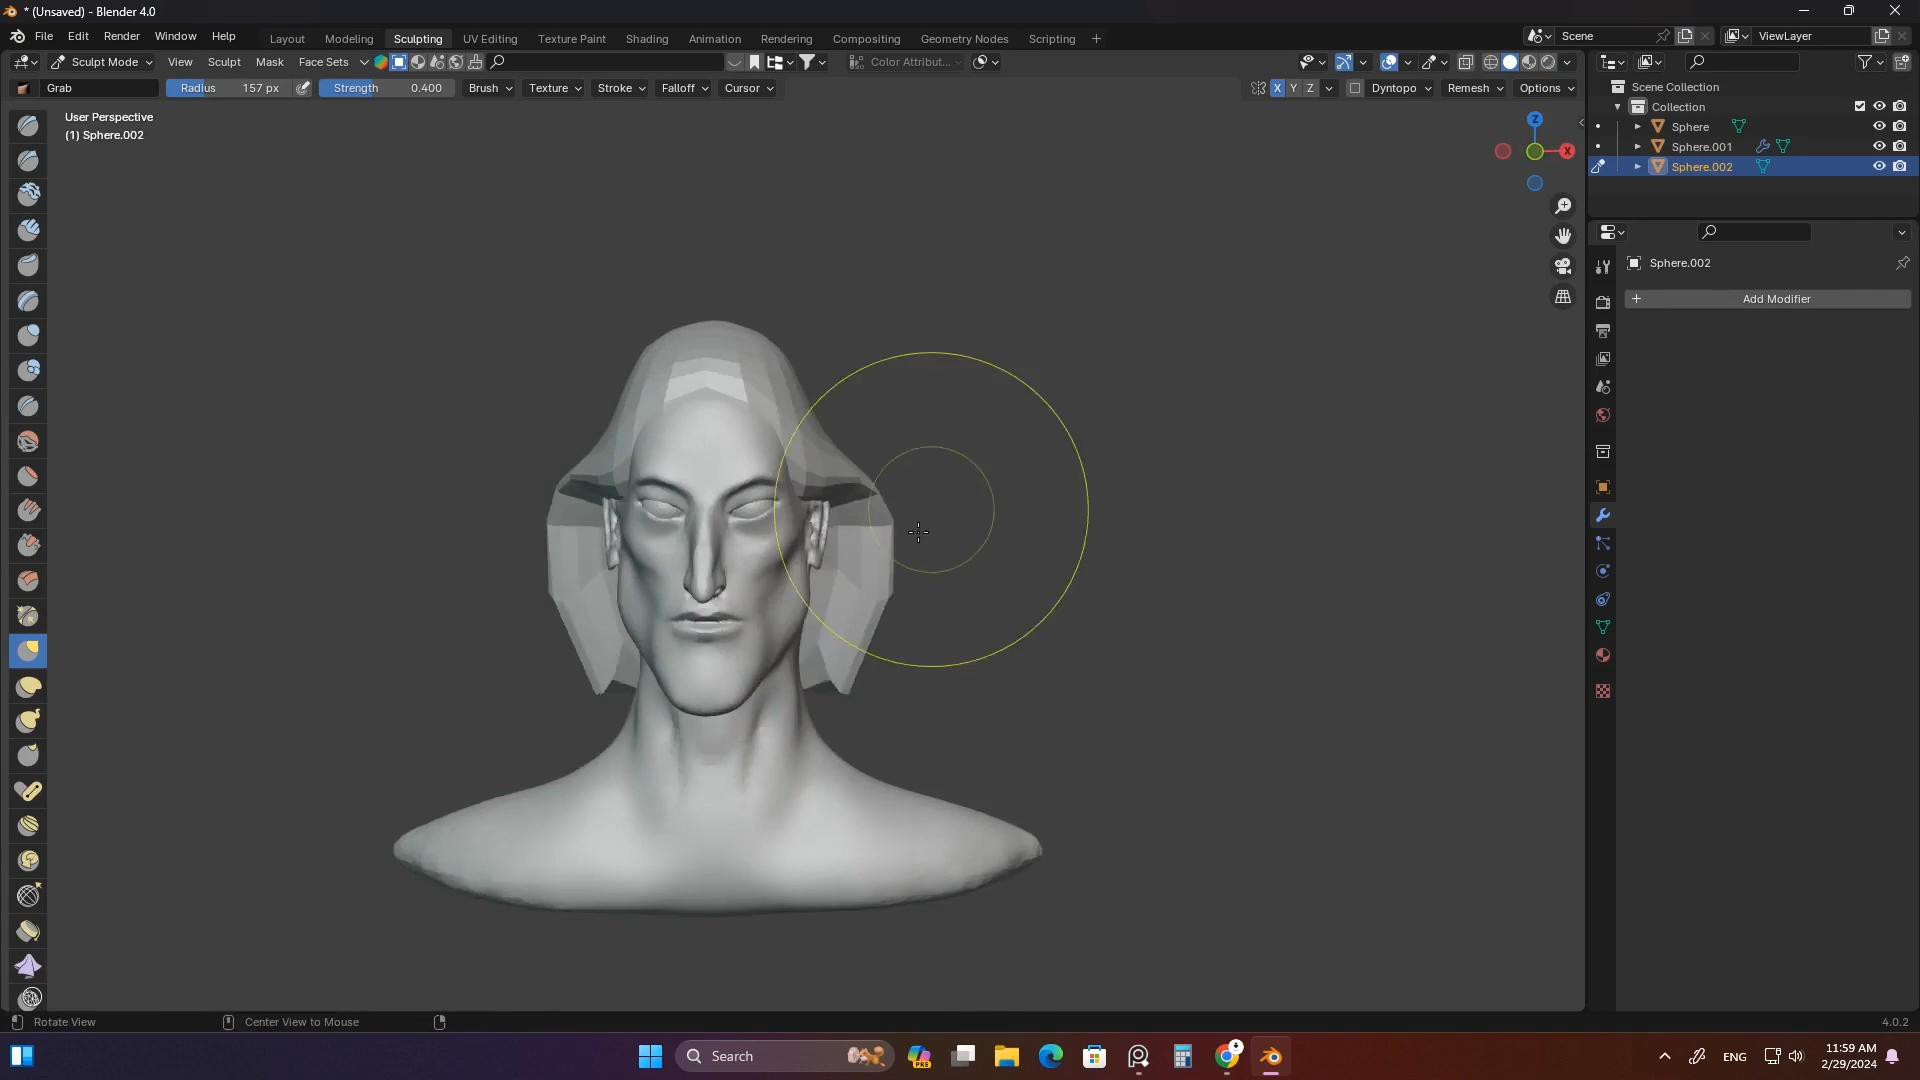 * (Unsaved) - Blender 4.0
File Edit Render Window Help
Layout Modeling Sculpting UV Editing Texture Paint Shading Animation Rendering Compositing Geometry Nodes Scripting +
Scene
ViewLayer
Sculpt Mode View Sculpt Mask Face Sets
Color Attribut...
Grab Radius 157 px Strength 0.400 Brush Texture Stroke Falloff Cursor
X Y Z Dyntopo Remesh Options
User Perspective
(1) Sphere.002
Z
X
Scene Collection
Collection
Sphere
Sphere.001
Sphere.002
Sphere.002
+ Add Modifier
Rotate View Center View to Mouse
4.0.2
Search
PRE
ENG
11:59 AM
2/29/2024